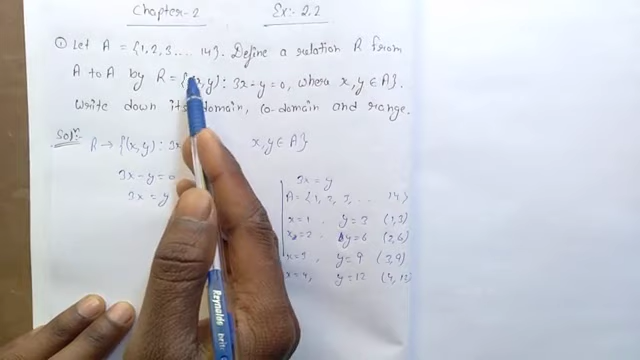 Chapter-2 Ex:- 2.2
① Let A = {1, 2, 3 .... 14}. Define a relation R from
A to A by R = {(x,y) : 3x - y = 0, where x, y ∈ A}.
Write down its domain, co-domain and range.
Solⁿ:- R → {(x,y) : 3x x, y ∈ A}
3x - y = 0
3x = y
3x = y
A = {1, 2, 3, ... 14}
x=1 . y = 3 (1,3)
x=2 . y=6 (2,6)
y = 9 (3,9)
x=4, y=12 (4,12)
Reynolds